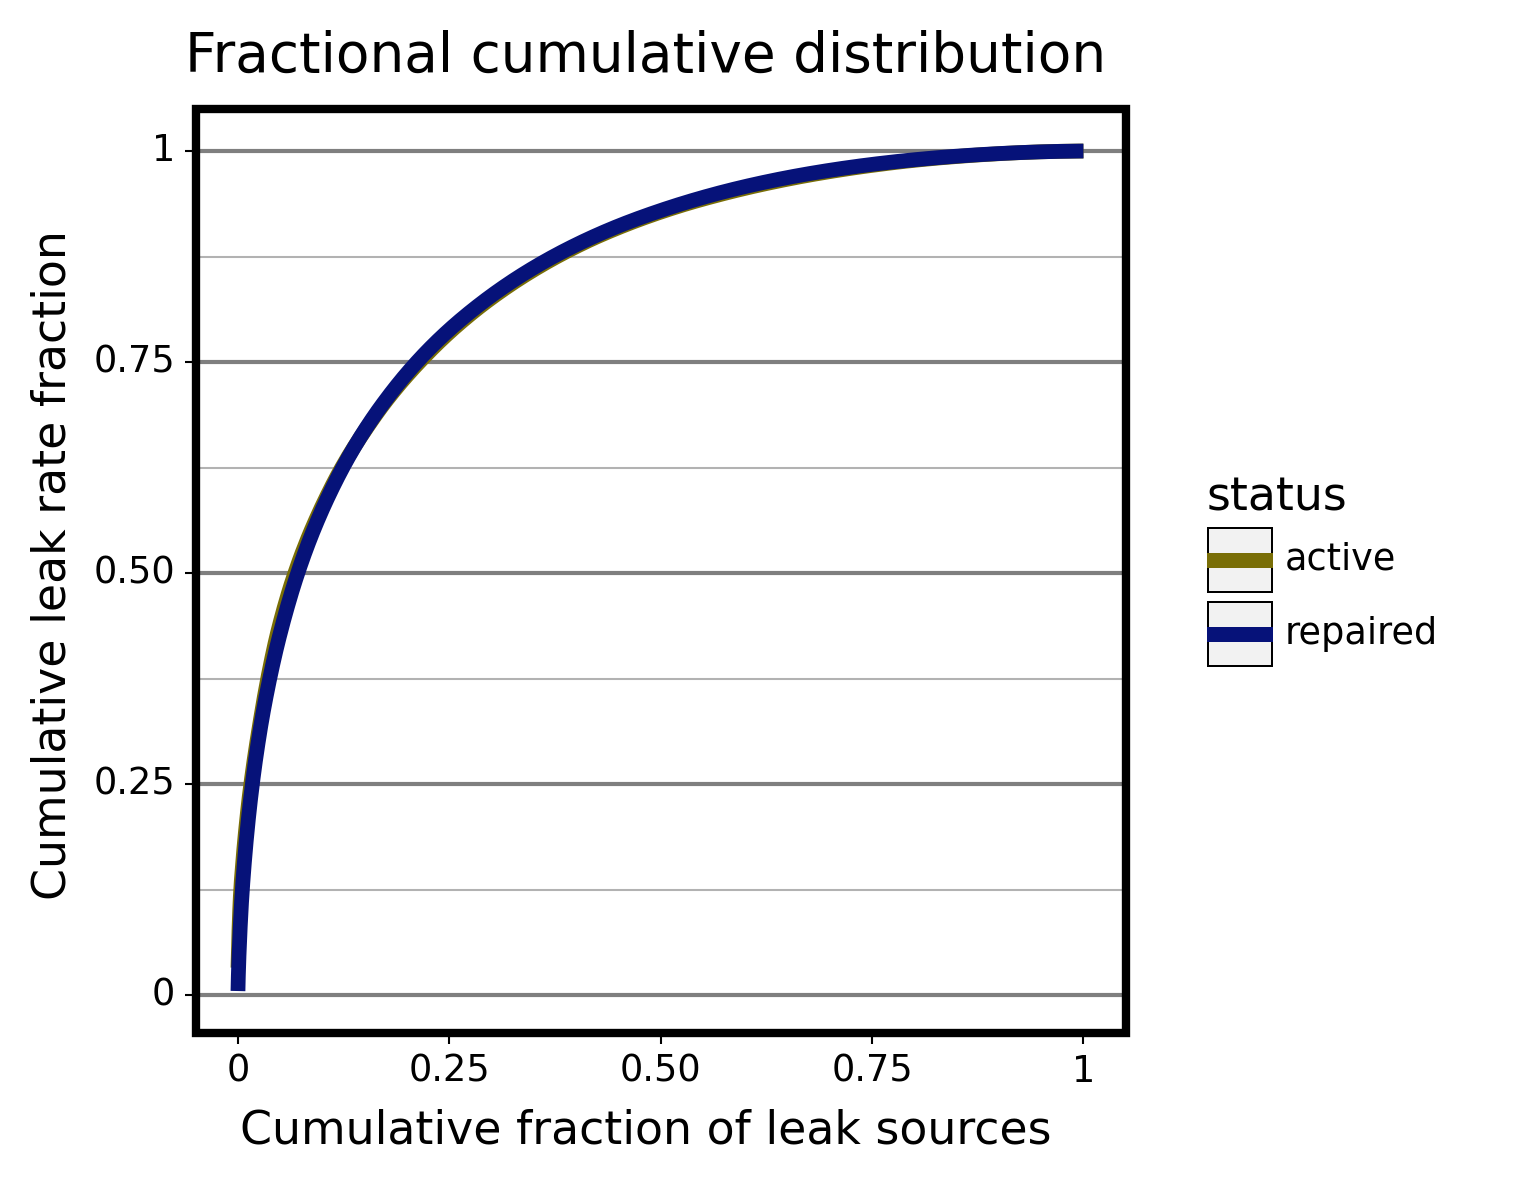 Fractional cumulative distribution
Cumulative leak rate fraction
1
0.75
0.50
0.25
0
0 0.25 0.50 0.75 1
Cumulative fraction of leak sources
status
active
repaired